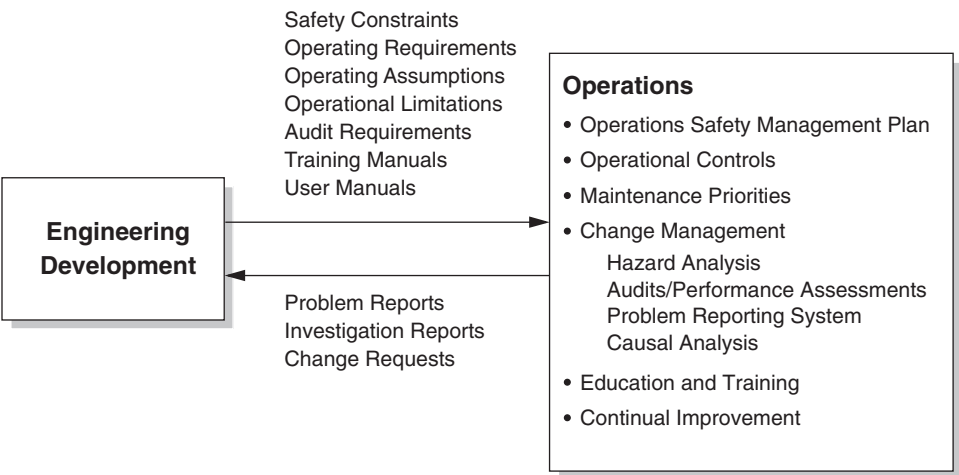 Safety Constraints
Operating Requirements
Operating Assumptions
Operational Limitations
Audit Requirements
Training Manuals
User Manuals
Engineering
Development
Problem Reports
Investigation Reports
Change Requests
Operations
• Operations Safety Management Plan
• Operational Controls
• Maintenance Priorities
• Change Management
Hazard Analysis
Audits/Performance Assessments
Problem Reporting System
Causal Analysis
• Education and Training
• Continual Improvement